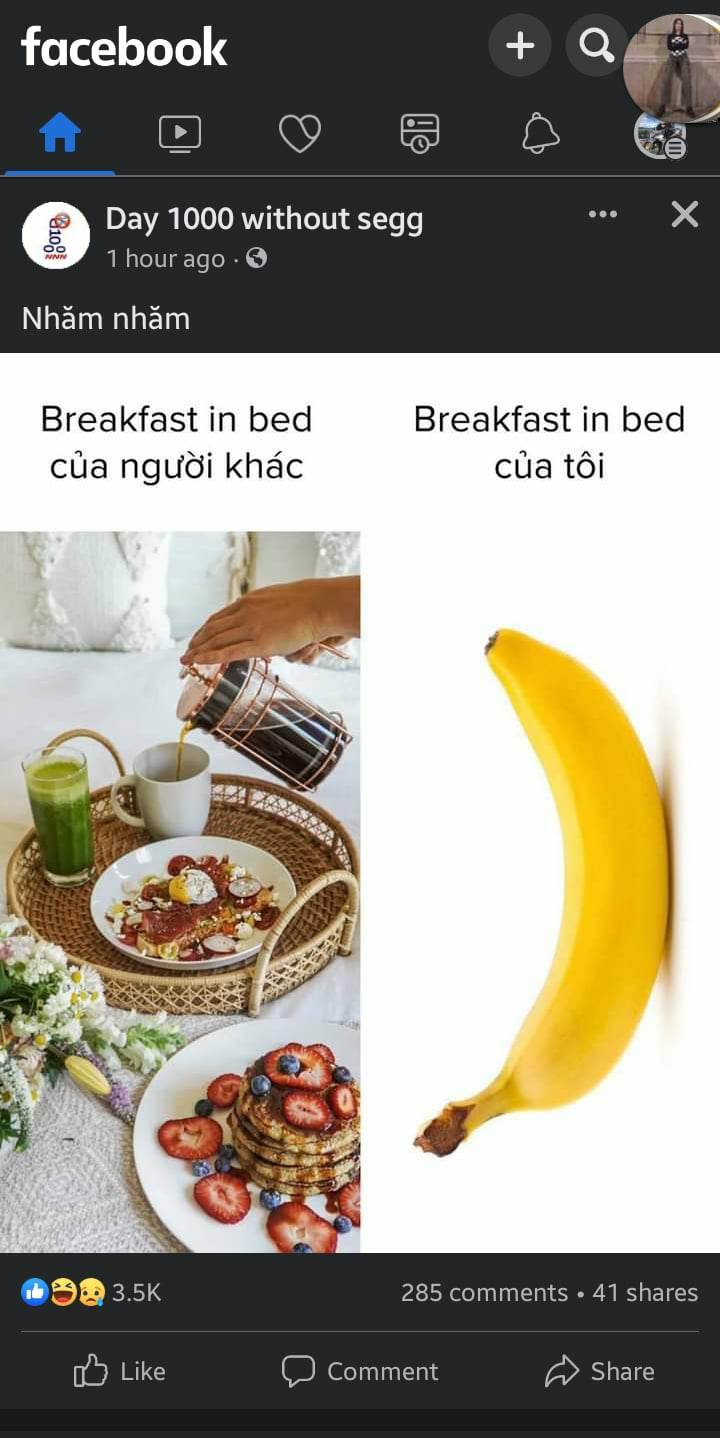 facebook
Day 1000 without segg
1 hour ago ·
Nhăm nhăm
Breakfast in bed
của người khác
Breakfast in bed
của tôi
3.5K
285 comments • 41 shares
Like
Comment
Share